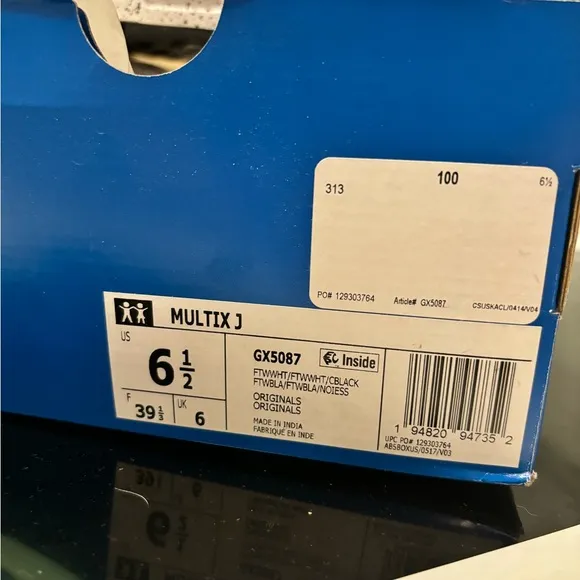 100
313
6½
PO# 129303764
Article# GX5087
CSUSKACL/0414/V04
MULTIX J
US
6 1/2
F
39 1/3
UK
6
GX5087
Inside
FTWWHT/FTWWHT/CBLACK
FTWBLA/FTWBLA/NOIESS
ORIGINALS
ORIGINALS
MADE IN INDIA
FABRIQUÉ EN INDE
1 94820 94735 2
UPC PO# 129303764
ABSBOXUS/0517/V03